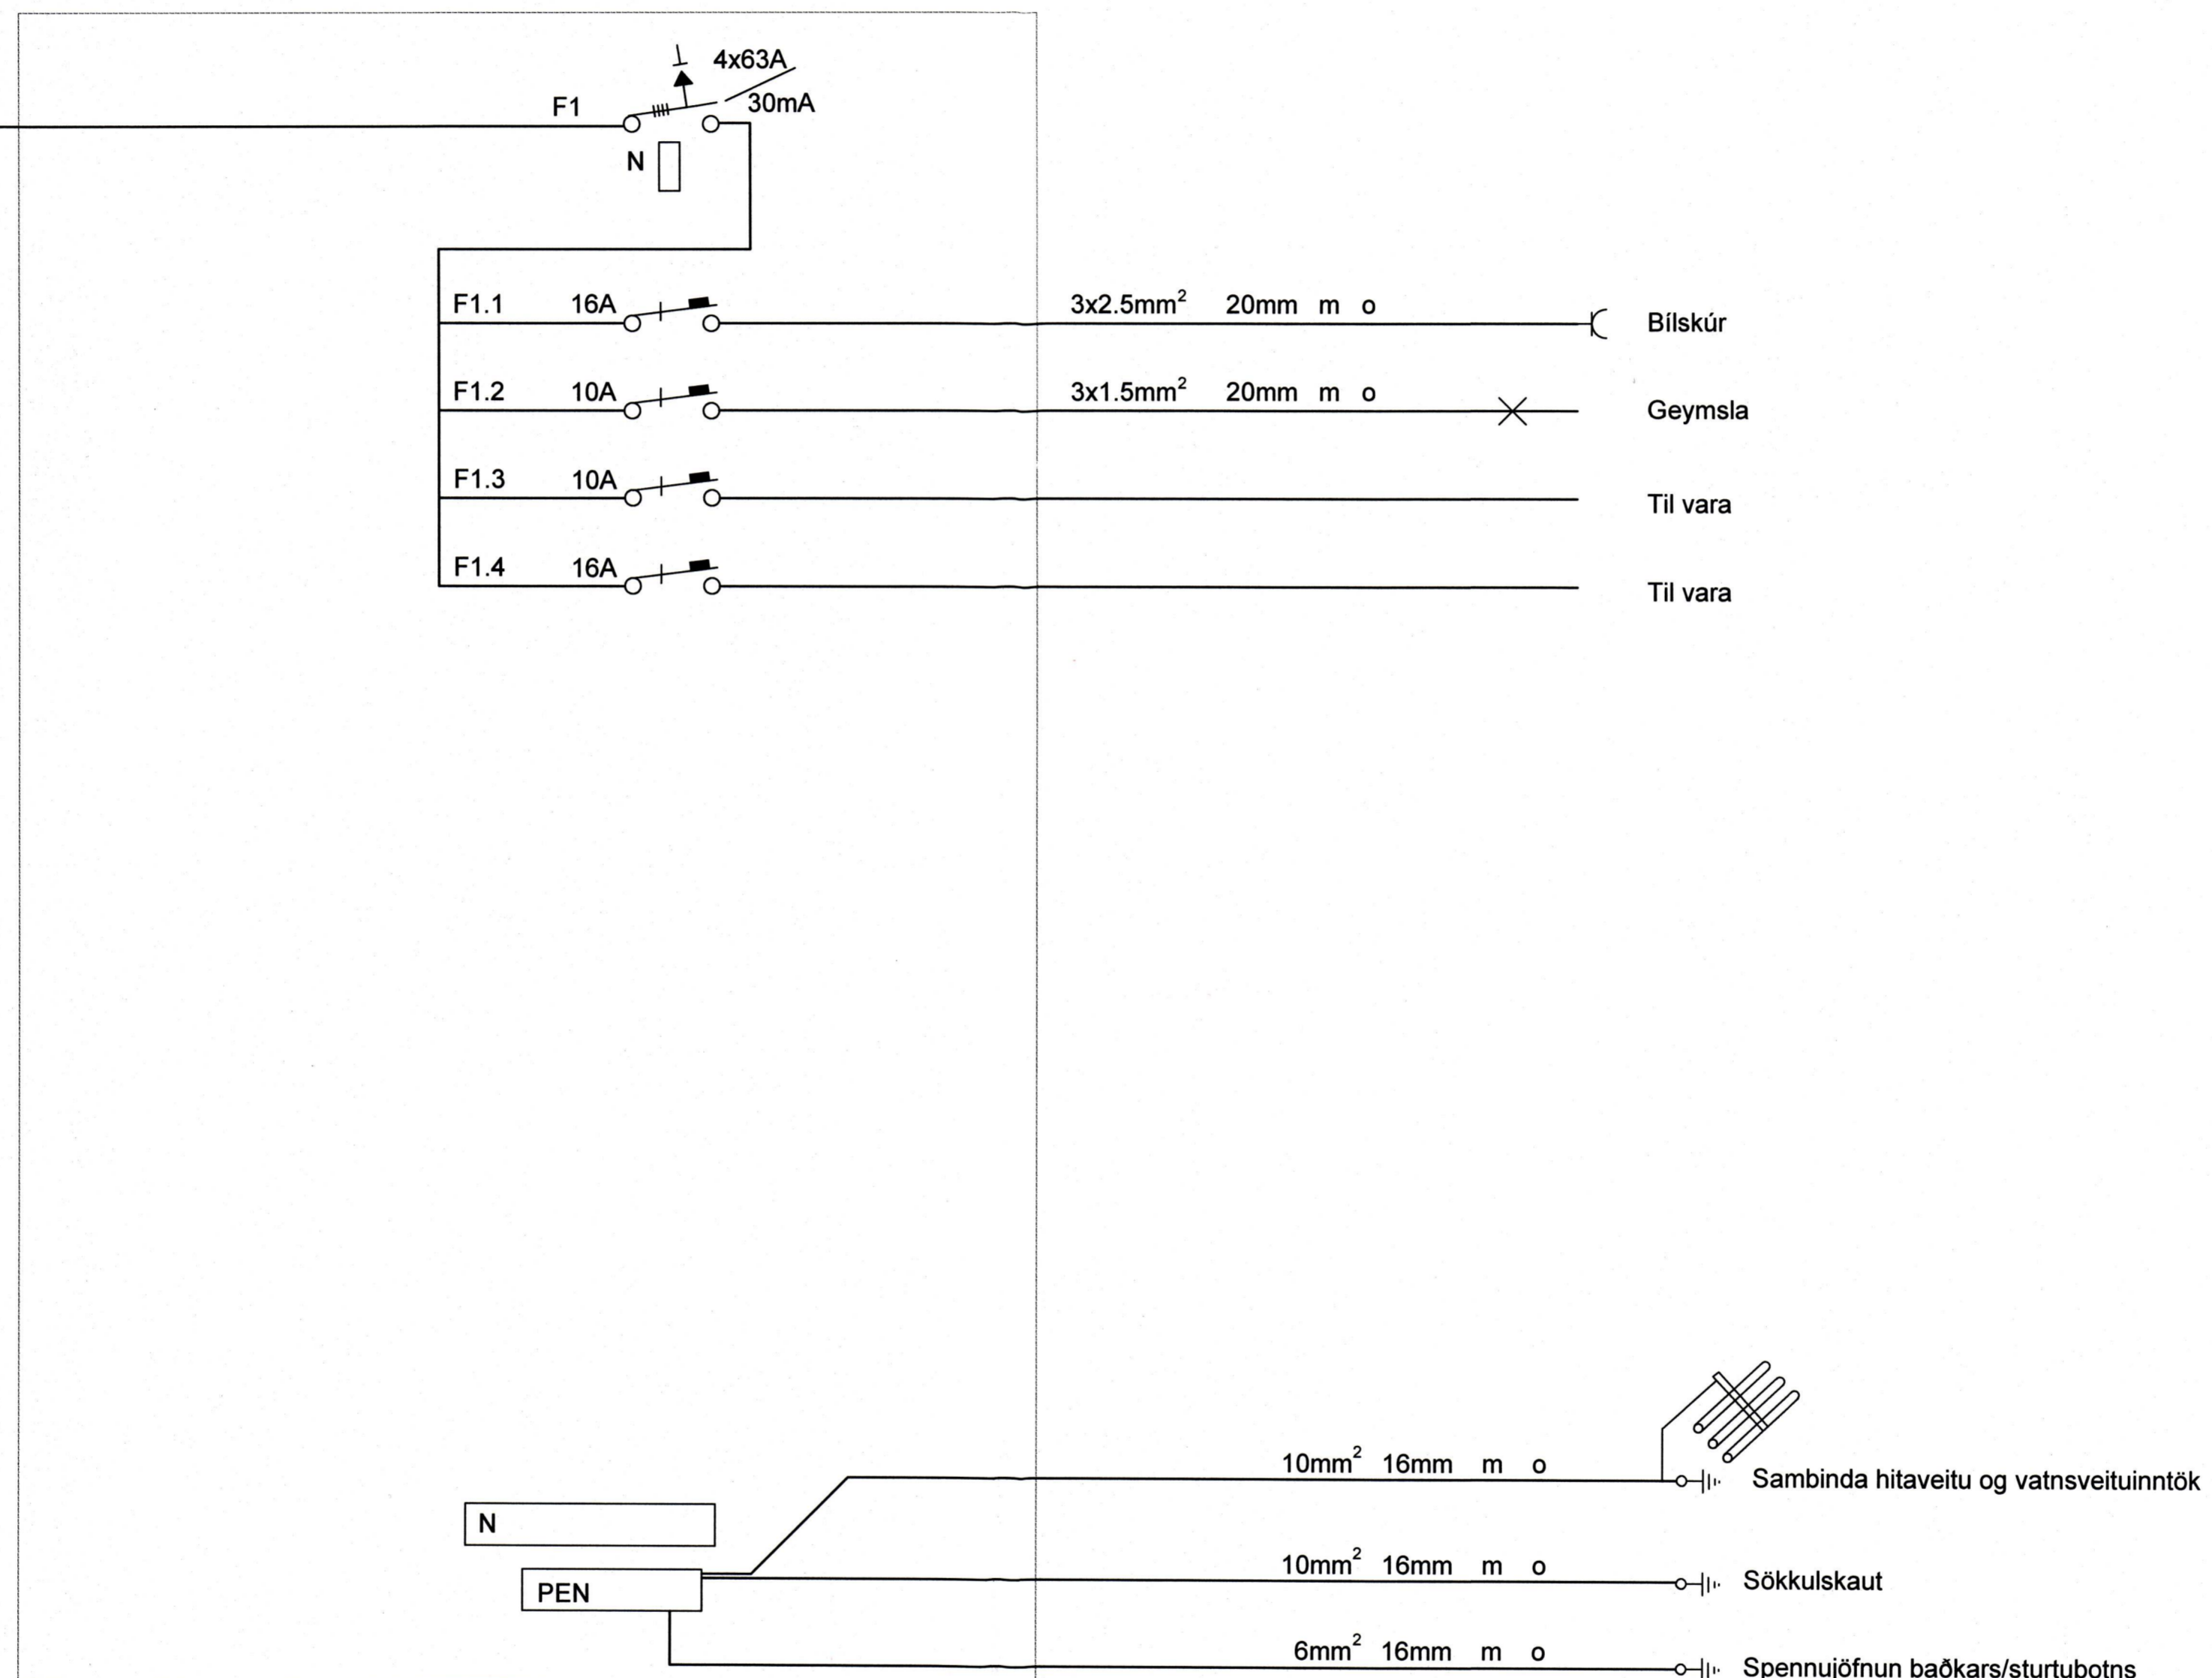 4x63A
F1
30mA
N
F1.1 16A 3x2.5mm² 20mm m o Bílskúr
F1.2 10A 3x1.5mm² 20mm m o Geymsla
F1.3 10A Til vara
F1.4 16A Til vara
10mm² 16mm m o Sambinda hitaveitu og vatnsveituinntök
N
10mm² 16mm m o Sökkulskaut
PEN
6mm² 16mm m o Spennujöfnun baðkars/sturtubotns